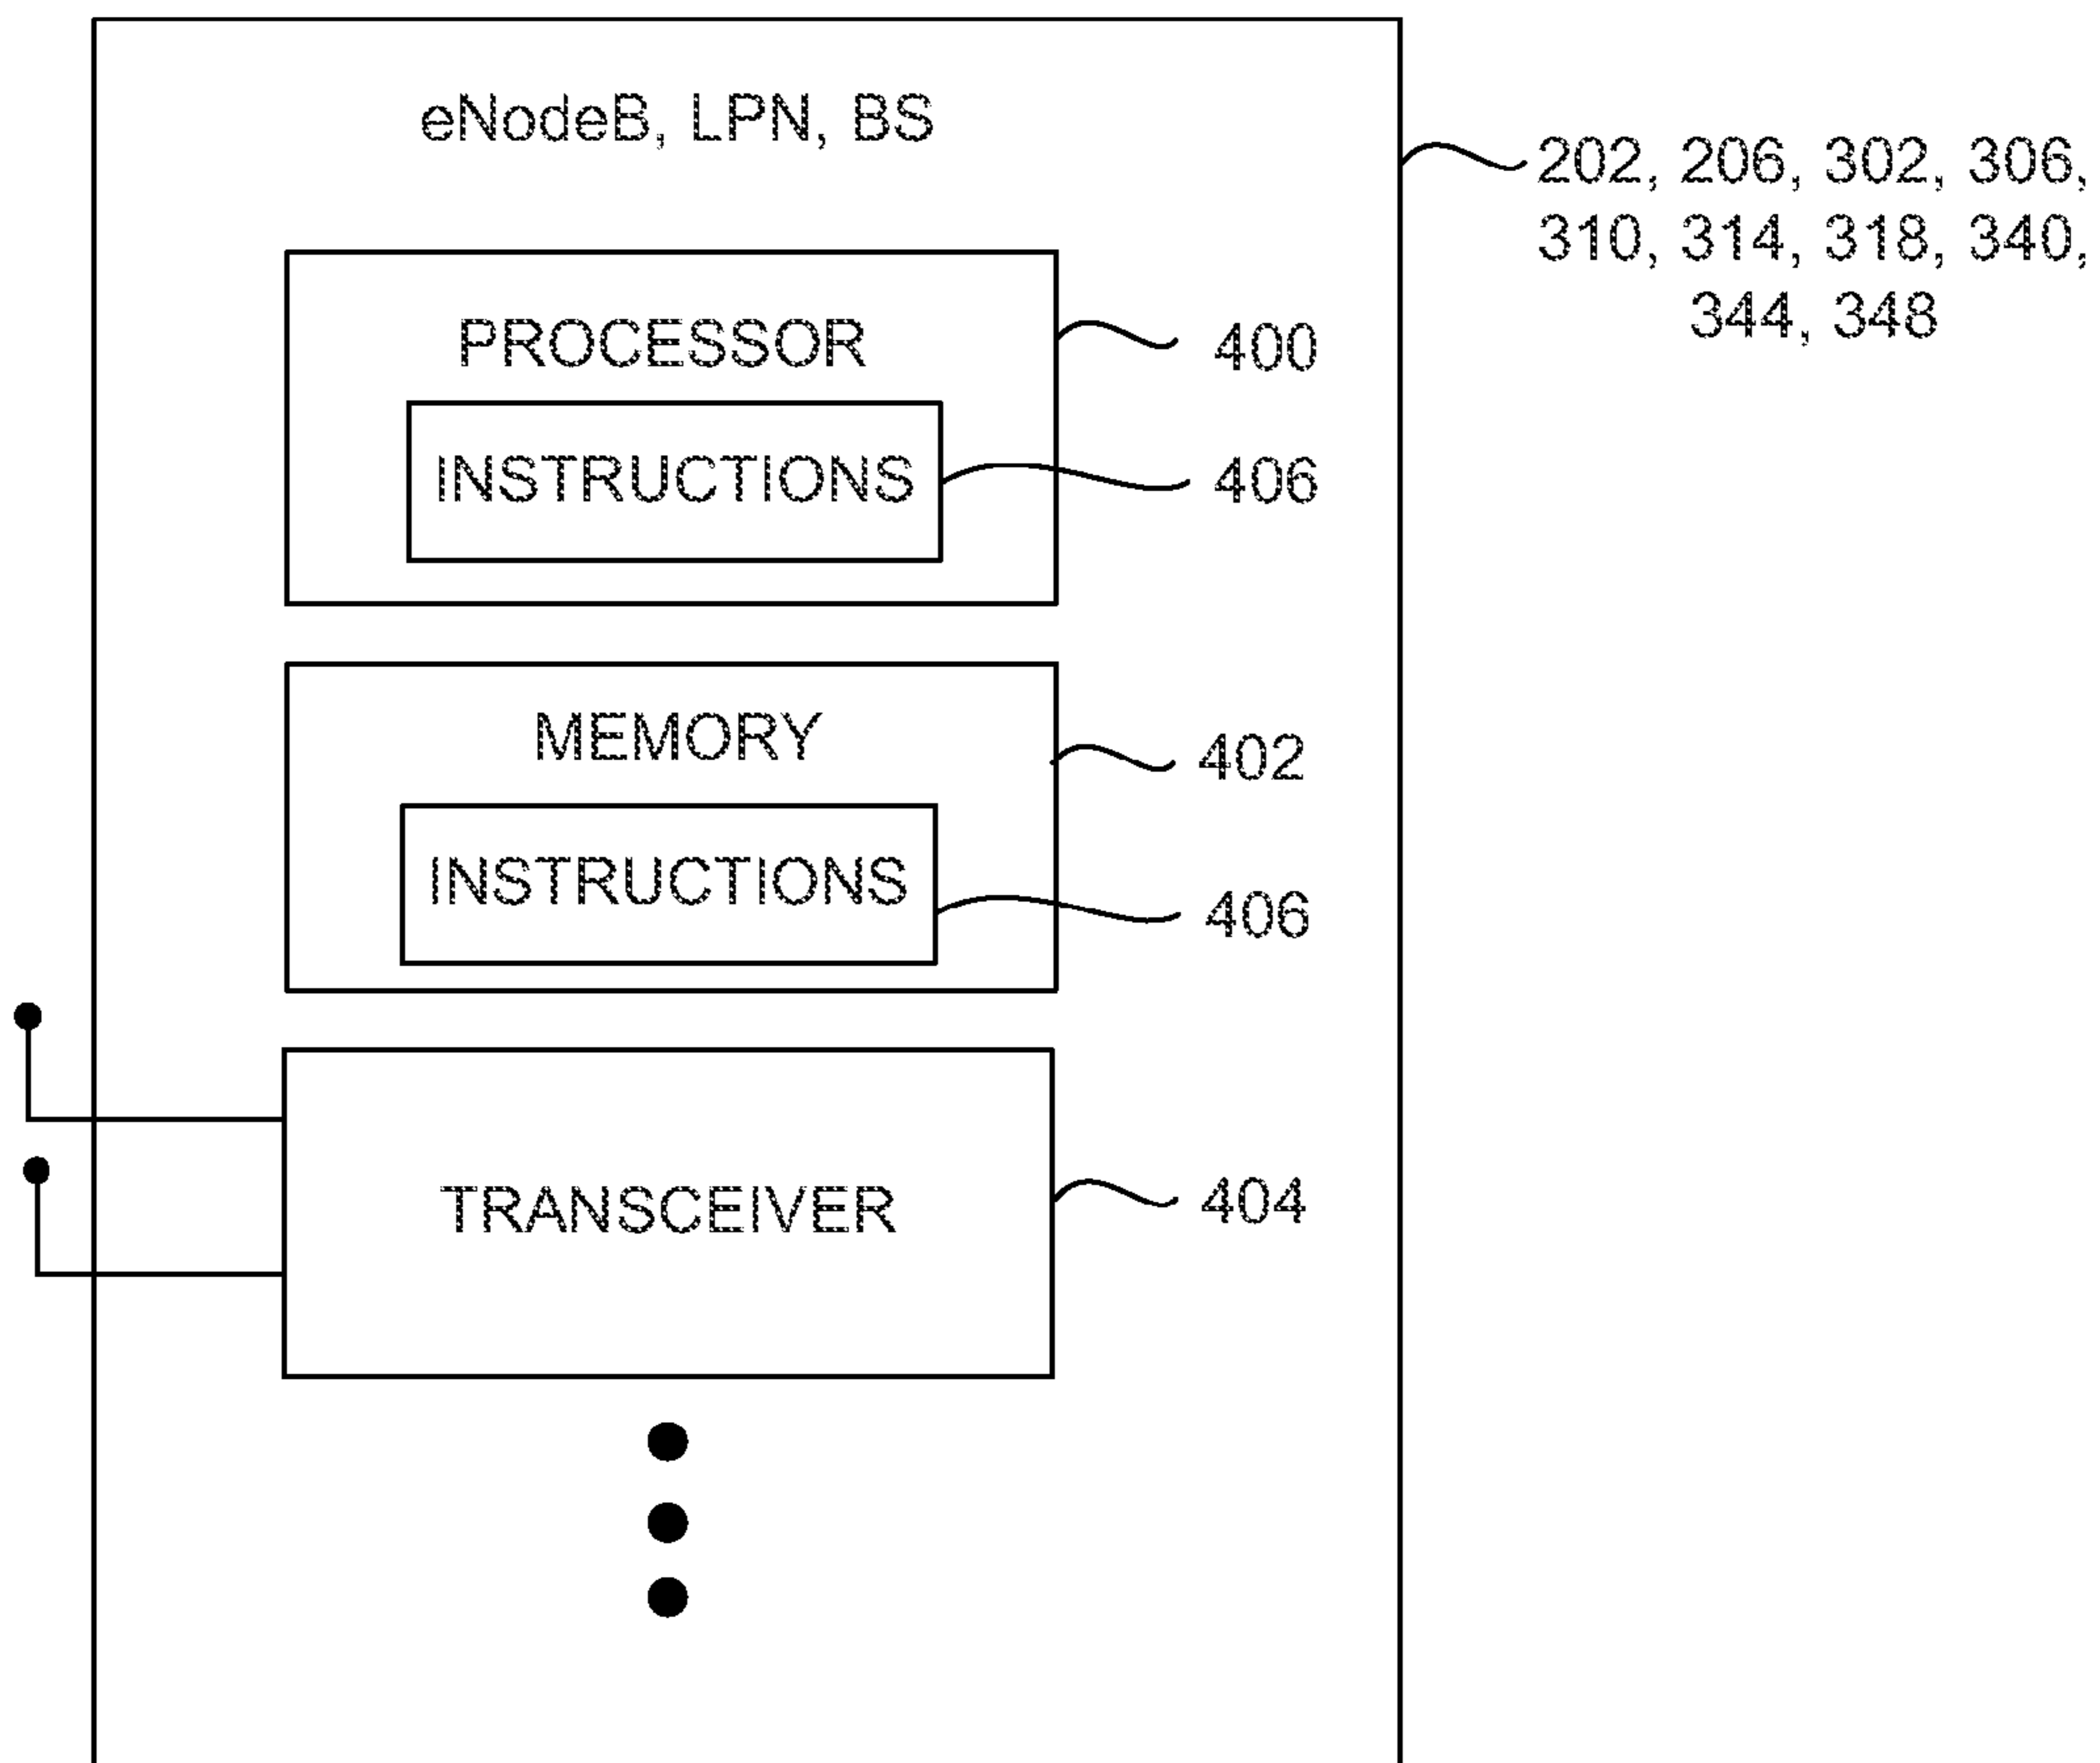 eNodeB, LPN, BS
202, 206, 302, 306,
310, 314, 318, 340,
344, 348
PROCESSOR
400
INSTRUCTIONS
406
MEMORY
402
INSTRUCTIONS
406
TRANSCEIVER
404